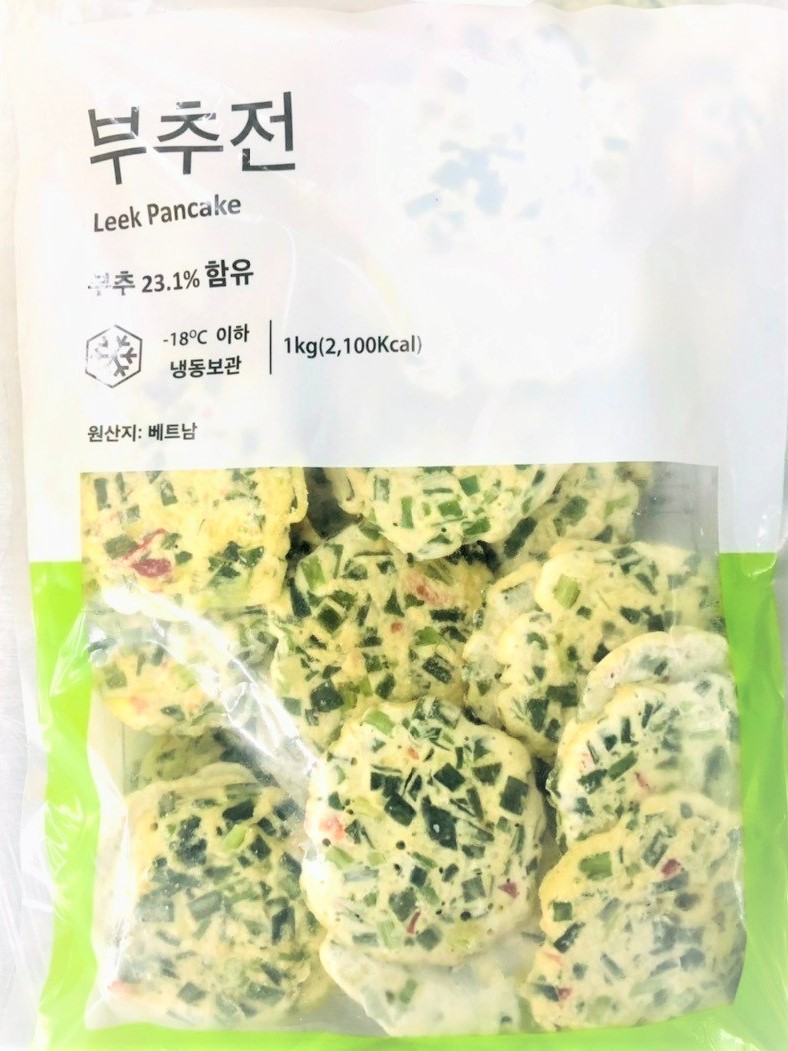 부추전
Leek Pancake
부추 23.1% 함유
-18ºC 이하
냉동보관
1kg(2,100Kcal)
원산지: 베트남